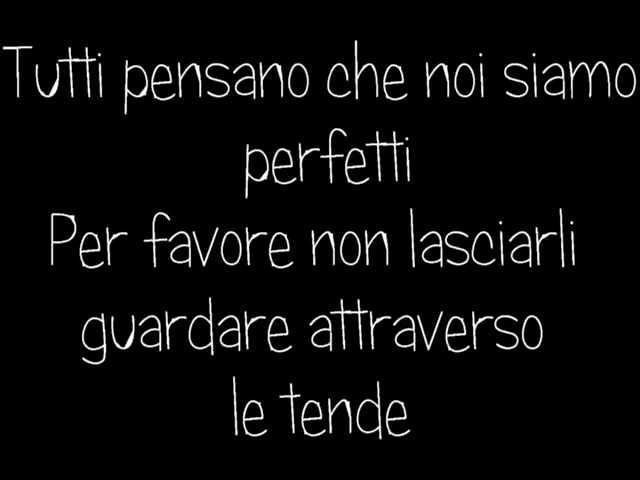 Tutti pensano che noi siamo
perfetti
Per favore non lasciarli
guardare attraverso
le tende